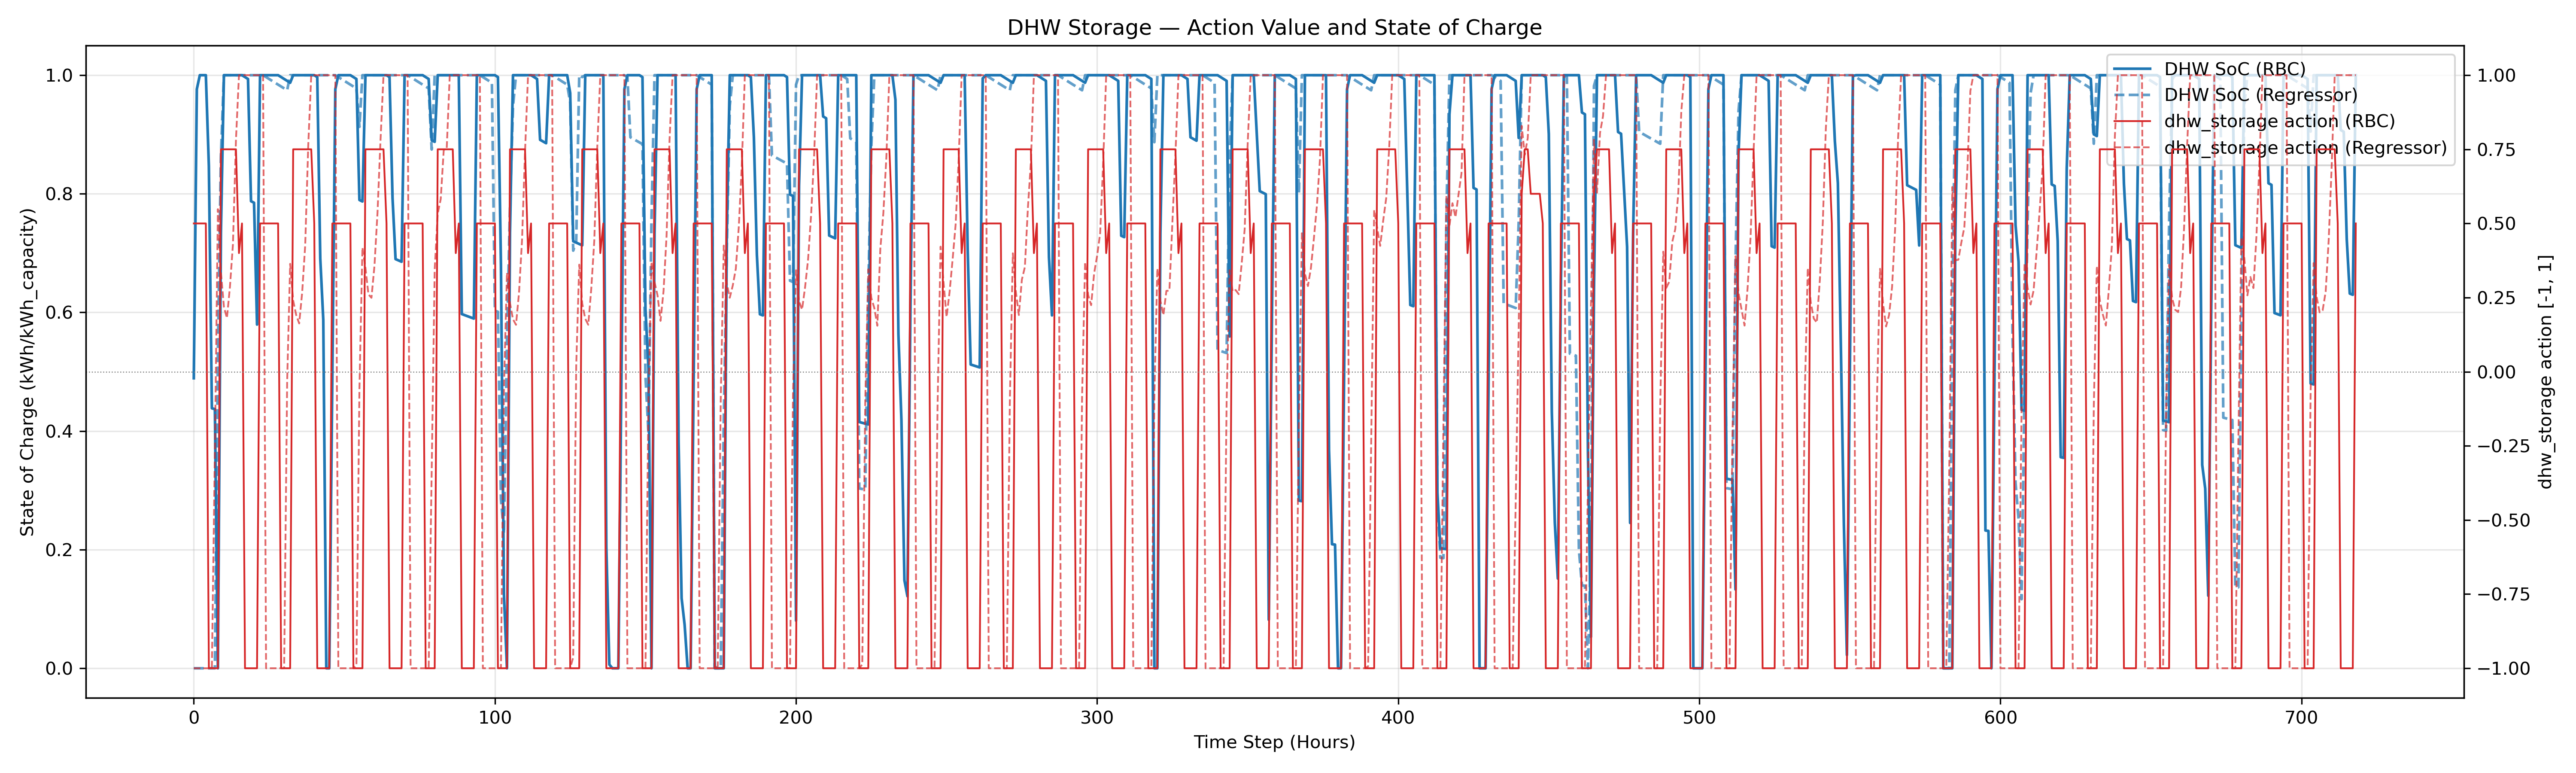 DHW Storage — Action Value and State of Charge
State of Charge (kWh/kWh_capacity)
1.0
0.8
0.6
0.4
0.2
0.0
DHW SoC (RBC)
DHW SoC (Regressor)
dhw_storage action (RBC)
dhw_storage action (Regressor)
1.00
0.75
0.50
0.25
0.00
−0.25
−0.50
−0.75
−1.00
dhw_storage action [-1, 1]
0 100 200 300 400 500 600 700
Time Step (Hours)